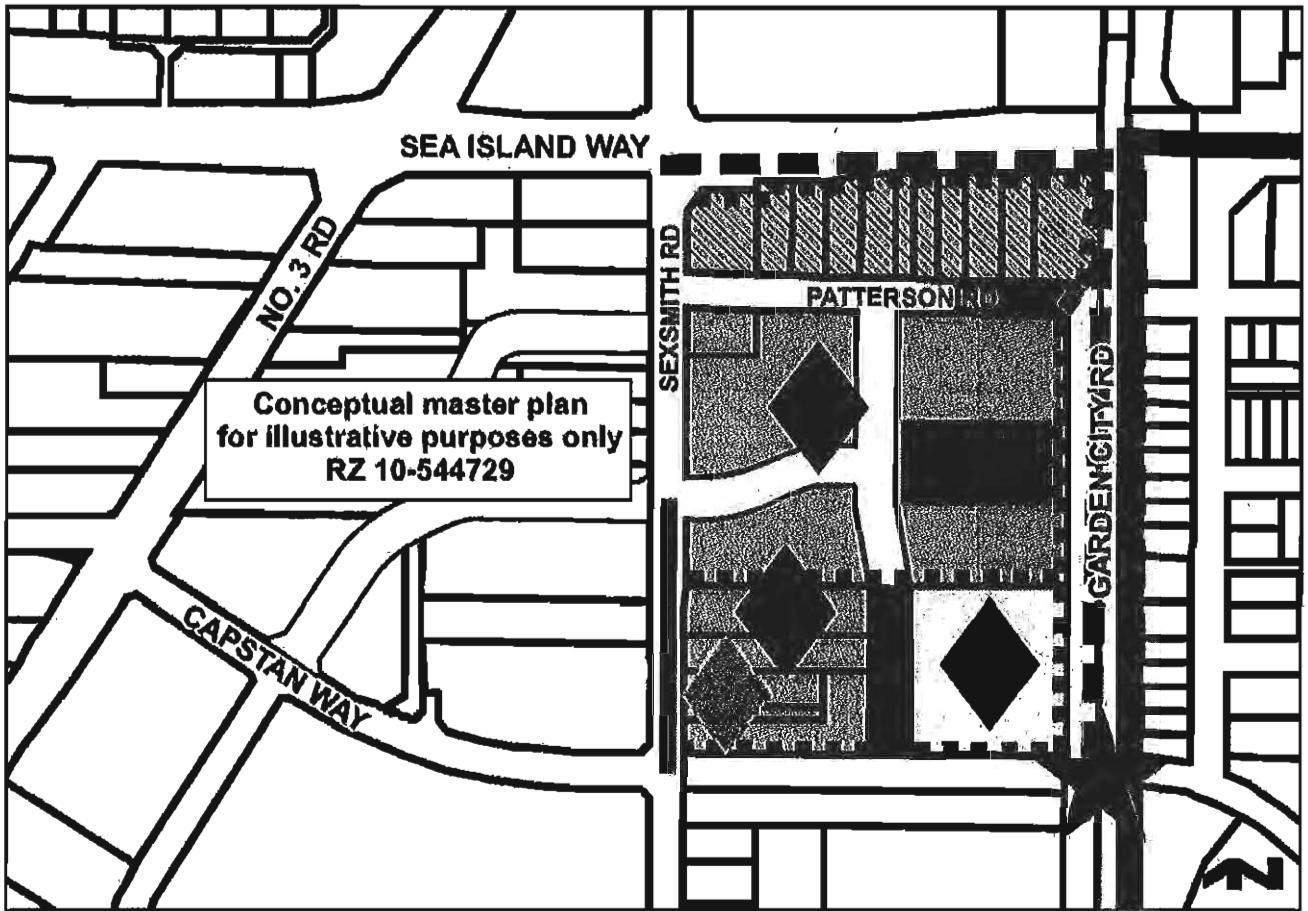 SEA ISLAND WAY
NO. 3 RD
SEXSMITH RD
PATTERSON RD
GARDEN CITY RD
Conceptual master plan
for illustrative purposes only
RZ 10-544729
CAPSTAN WAY